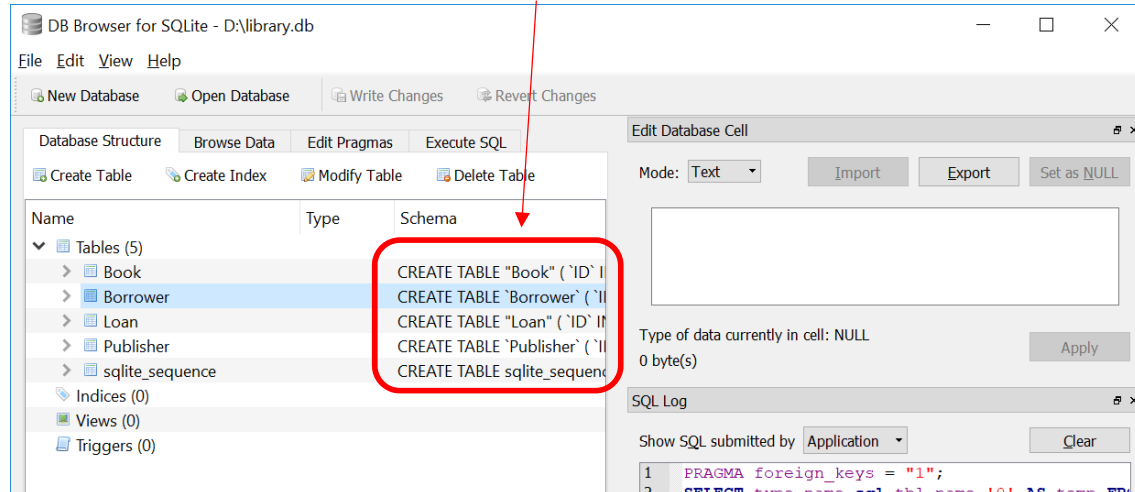 DB Browser for SQLite - D:\library.db
File Edit View Help
New Database Open Database Write Changes Revert Changes
Database Structure Browse Data Edit Pragmas Execute SQL
Create Table Create Index Modify Table Delete Table
Name Type Schema
Tables (5)
Book CREATE TABLE "Book" ( `ID` I
Borrower CREATE TABLE `Borrower` ( `I
Loan CREATE TABLE "Loan" ( `ID` IN
Publisher CREATE TABLE `Publisher` ( `I
sqlite_sequence CREATE TABLE sqlite_sequenc
Indices (0)
Views (0)
Triggers (0)
Edit Database Cell
Mode: Text Import Export Set as NULL
Type of data currently in cell: NULL
0 byte(s)
Apply
SQL Log
Show SQL submitted by Application Clear
1 PRAGMA foreign_keys = "1";